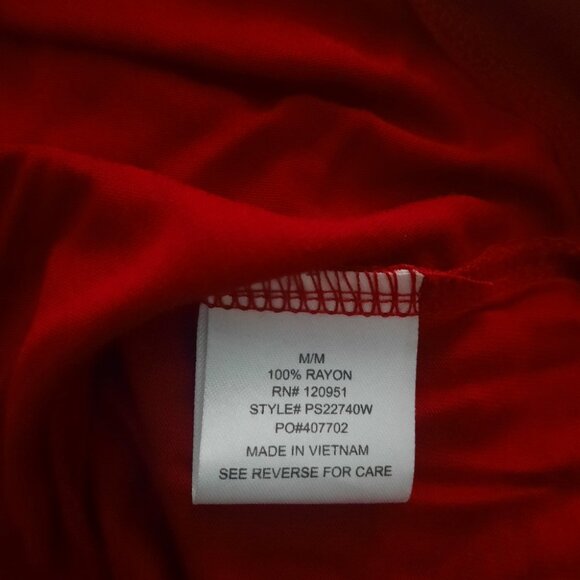 M/M
100% RAYON
RN# 120951
STYLE# PS22740W
PO#407702
MADE IN VIETNAM
SEE REVERSE FOR CARE